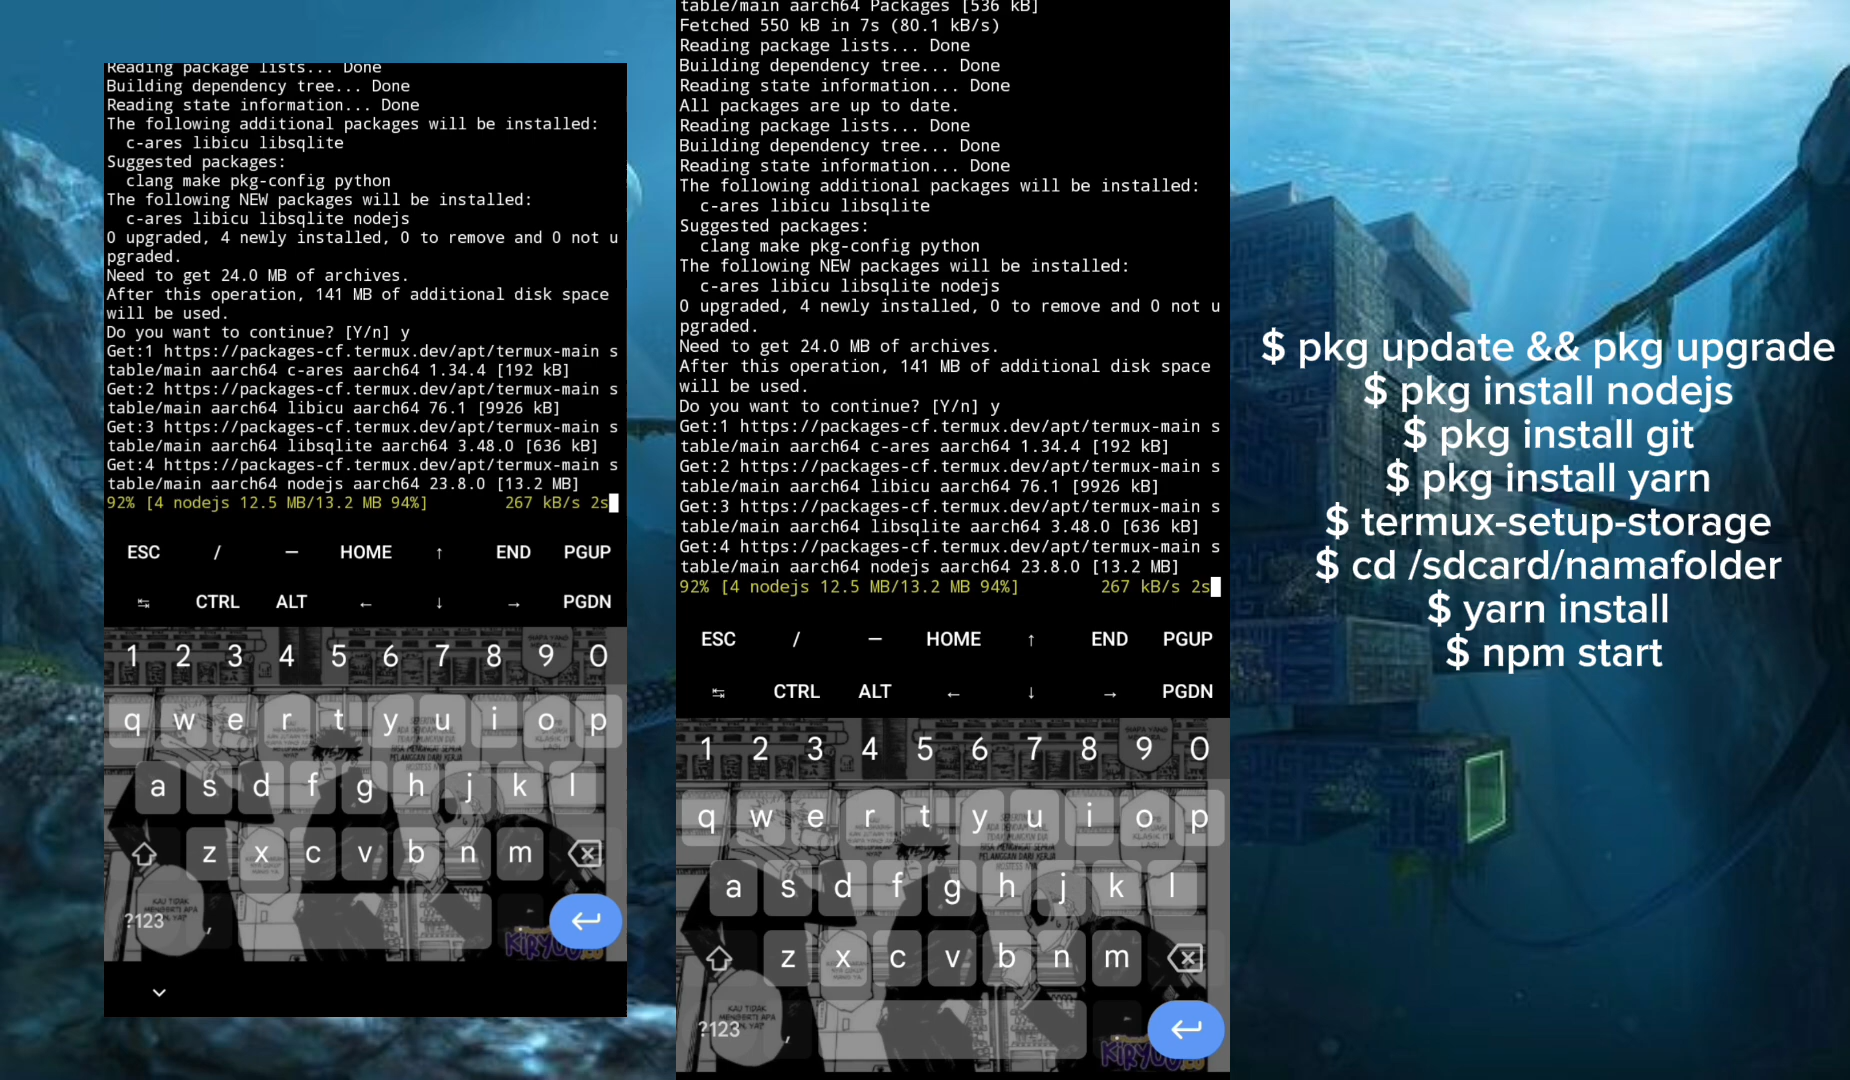 Reading package lists... Done
Building dependency tree... Done
Reading state information... Done
The following additional packages will be installed:
c-ares libicu libsqlite
Suggested packages:
clang make pkg-config python
The following NEW packages will be installed:
c-ares libicu libsqlite nodejs
0 upgraded, 4 newly installed, 0 to remove and 0 not u
pgraded.
Need to get 24.0 MB of archives.
After this operation, 141 MB of additional disk space
will be used.
Do you want to continue? [Y/n] y
Get:1 https://packages-cf.termux.dev/apt/termux-main s
table/main aarch64 c-ares aarch64 1.34.4 [192 kB]
Get:2 https://packages-cf.termux.dev/apt/termux-main s
table/main aarch64 libicu aarch64 76.1 [9926 kB]
Get:3 https://packages-cf.termux.dev/apt/termux-main s
table/main aarch64 libsqlite aarch64 3.48.0 [636 kB]
Get:4 https://packages-cf.termux.dev/apt/termux-main s
table/main aarch64 nodejs aarch64 23.8.0 [13.2 MB]
92% [4 nodejs 12.5 MB/13.2 MB 94%] 267 kB/s 2s
ESC / — HOME ↑ END PGUP
↹ CTRL ALT ← ↓ → PGDN
1 2 3 4 5 6 7 8 9 0
q w e r t y u i o p
a s d f g h j k l
z x c v b n m
?123 , .
KAU TIDAK
MENGERTI APA
YA?
table/main aarch64 Packages [536 kB]
Fetched 550 kB in 7s (80.1 kB/s)
Reading package lists... Done
Building dependency tree... Done
Reading state information... Done
All packages are up to date.
Reading package lists... Done
Building dependency tree... Done
Reading state information... Done
The following additional packages will be installed:
c-ares libicu libsqlite
Suggested packages:
clang make pkg-config python
The following NEW packages will be installed:
c-ares libicu libsqlite nodejs
0 upgraded, 4 newly installed, 0 to remove and 0 not u
pgraded.
Need to get 24.0 MB of archives.
After this operation, 141 MB of additional disk space
will be used.
Do you want to continue? [Y/n] y
Get:1 https://packages-cf.termux.dev/apt/termux-main s
table/main aarch64 c-ares aarch64 1.34.4 [192 kB]
Get:2 https://packages-cf.termux.dev/apt/termux-main s
table/main aarch64 libicu aarch64 76.1 [9926 kB]
Get:3 https://packages-cf.termux.dev/apt/termux-main s
table/main aarch64 libsqlite aarch64 3.48.0 [636 kB]
Get:4 https://packages-cf.termux.dev/apt/termux-main s
table/main aarch64 nodejs aarch64 23.8.0 [13.2 MB]
92% [4 nodejs 12.5 MB/13.2 MB 94%] 267 kB/s 2s
ESC / — HOME ↑ END PGUP
↹ CTRL ALT ← ↓ → PGDN
1 2 3 4 5 6 7 8 9 0
q w e r t y u i o p
a s d f g h j k l
z x c v b n m
?123 , .
KAU TIDAK
MENGERTI APA
YA?
$ pkg update && pkg upgrade
$ pkg install nodejs
$ pkg install git
$ pkg install yarn
$ termux-setup-storage
$ cd /sdcard/namafolder
$ yarn install
$ npm start